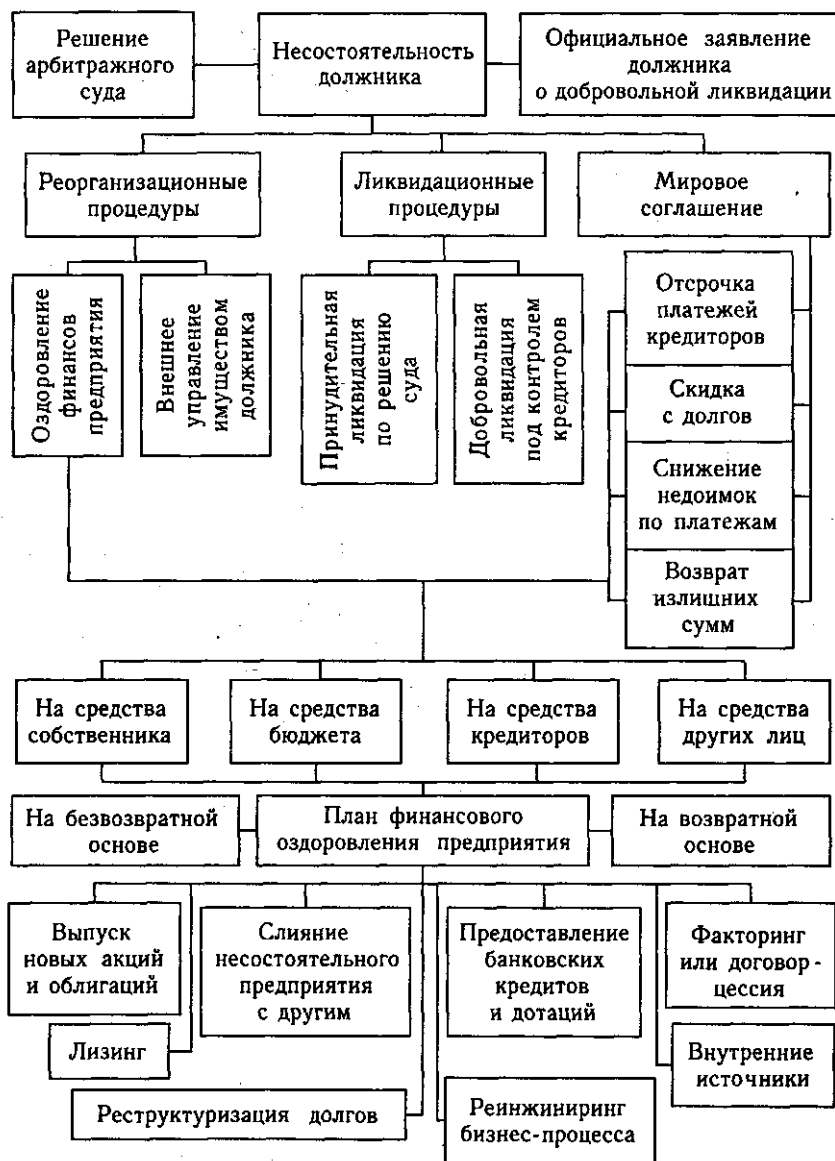 Решение
арбитражного
суда
Несостоятельность
должника
Официальное заявление
должника
о добровольной ликвидации
Реорганизационные
процедуры
Ликвидационные
процедуры
Мировое
соглашение
Оздоровление
финансов
предприятия
Внешнее
управление
имуществом
должника
Принудительная
ликвидация
по решению
суда
Добровольная
ликвидация
под контролем
кредиторов
Отсрочка
платежей
кредиторов
Скидка
с долгов
Снижение
недоимок
по платежам
Возврат
излишних
сумм
На средства
собственника
На средства
бюджета
На средства
кредиторов
На средства
других лиц
На безвозвратной
основе
План финансового
оздоровления предприятия
На возвратной
основе
Выпуск
новых акций
и облигаций
Слияние
несостоятельного
предприятия
с другим
Предоставление
банковских
кредитов
и дотаций
Факторинг
или договор-
цессия
Лизинг
Внутренние
источники
Реструктуризация долгов
Реинжиниринг
бизнес-процесса